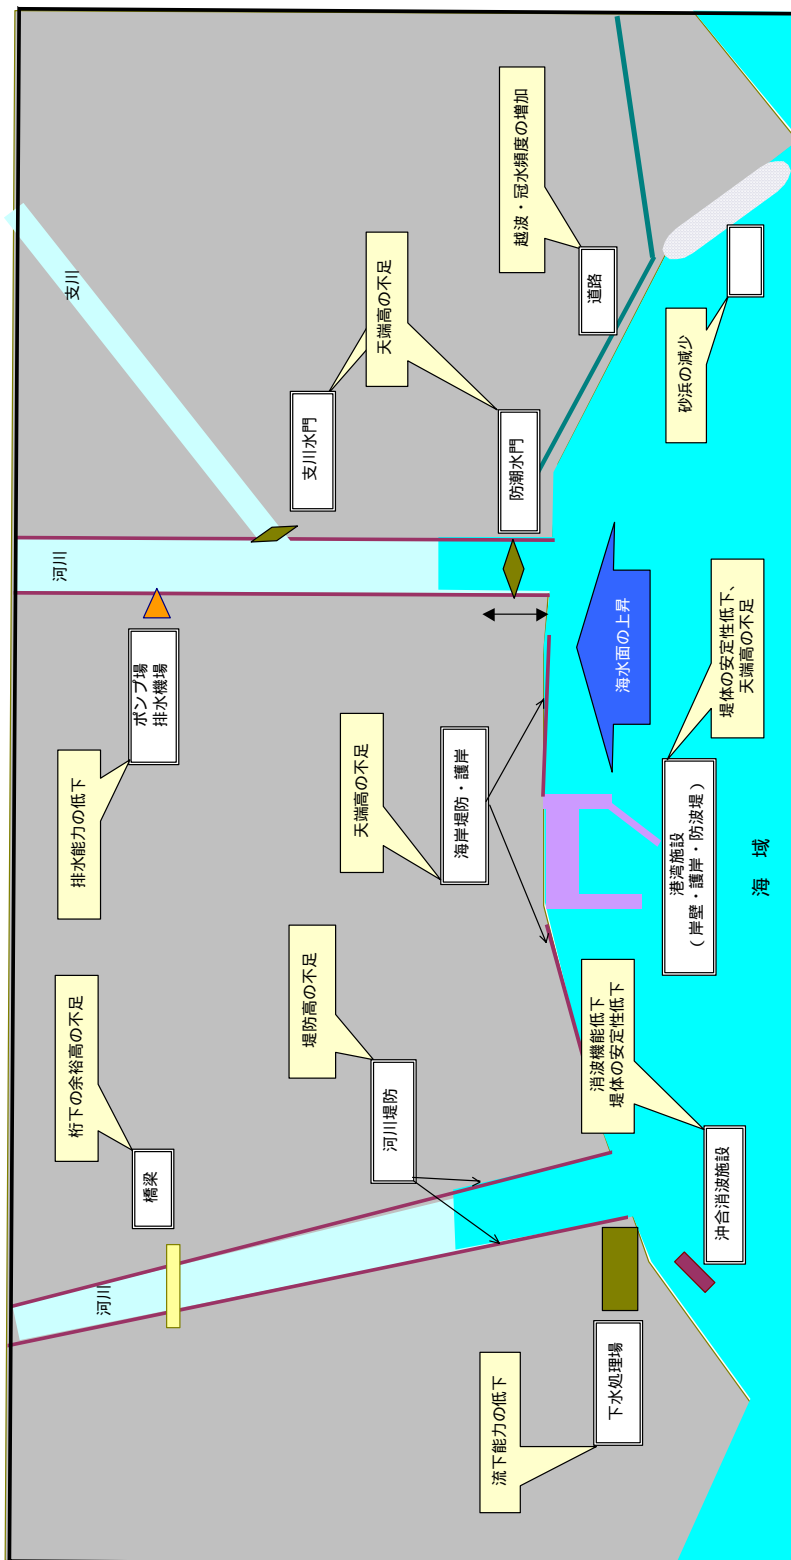 支川
河川
越波・冠水頻度の増加
道路
天端高の不足
支川水門
防潮水門
砂浜の減少
ポンプ場
排水機場
排水能力の低下
天端高の不足
海岸堤防・護岸
海水面の上昇
堤体の安定性低下、
天端高の不足
港湾施設
(岸壁・護岸・防波堤)
海 域
桁下の余裕高の不足
橋梁
堤防高の不足
河川堤防
消波機能低下
堤体の安定性低下
沖合消波施設
河川
流下能力の低下
下水処理場